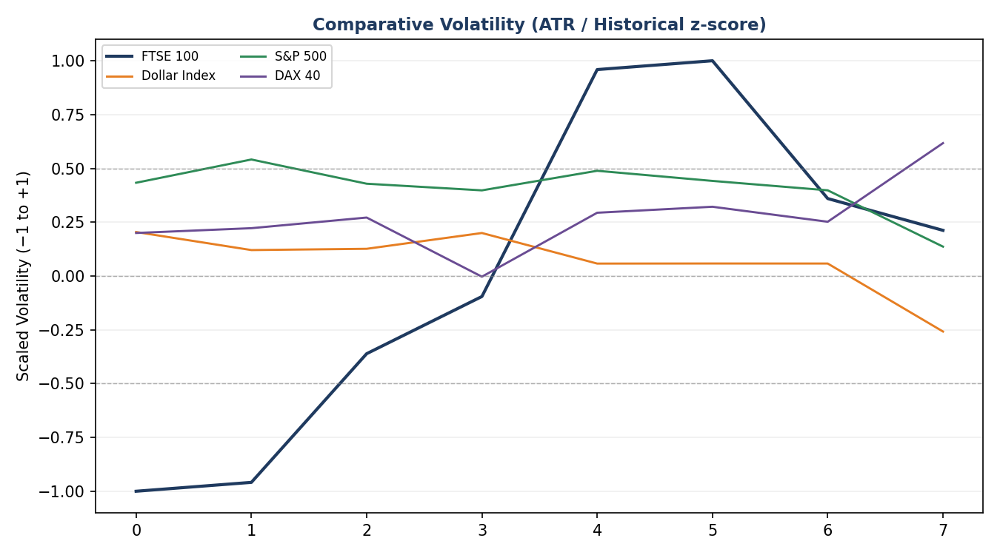 Comparative Volatility (ATR / Historical z-score)
FTSE 100
Dollar Index
S&P 500
DAX 40
Scaled Volatility (−1 to +1)
1.00
0.75
0.50
0.25
0.00
−0.25
−0.50
−0.75
−1.00
0 1 2 3 4 5 6 7